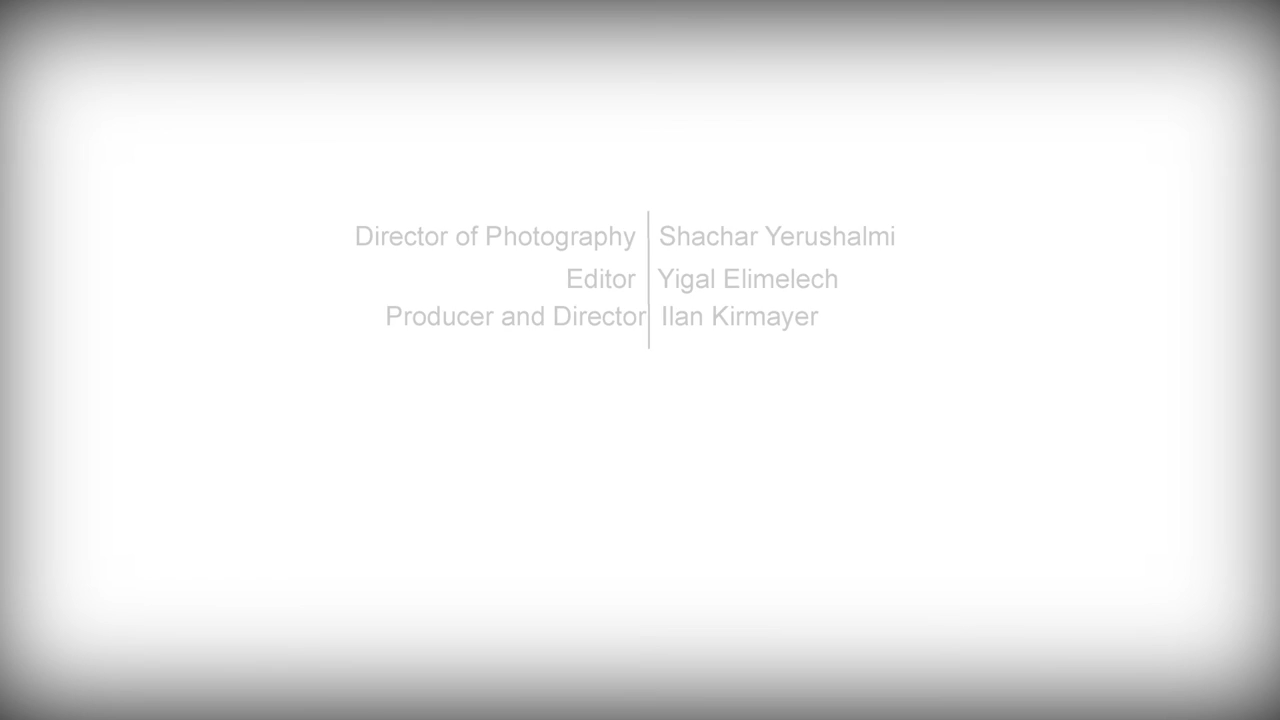 Director of Photography Shachar Yerushalmi
Editor Yigal Elimelech
Producer and Director Ilan Kirmayer